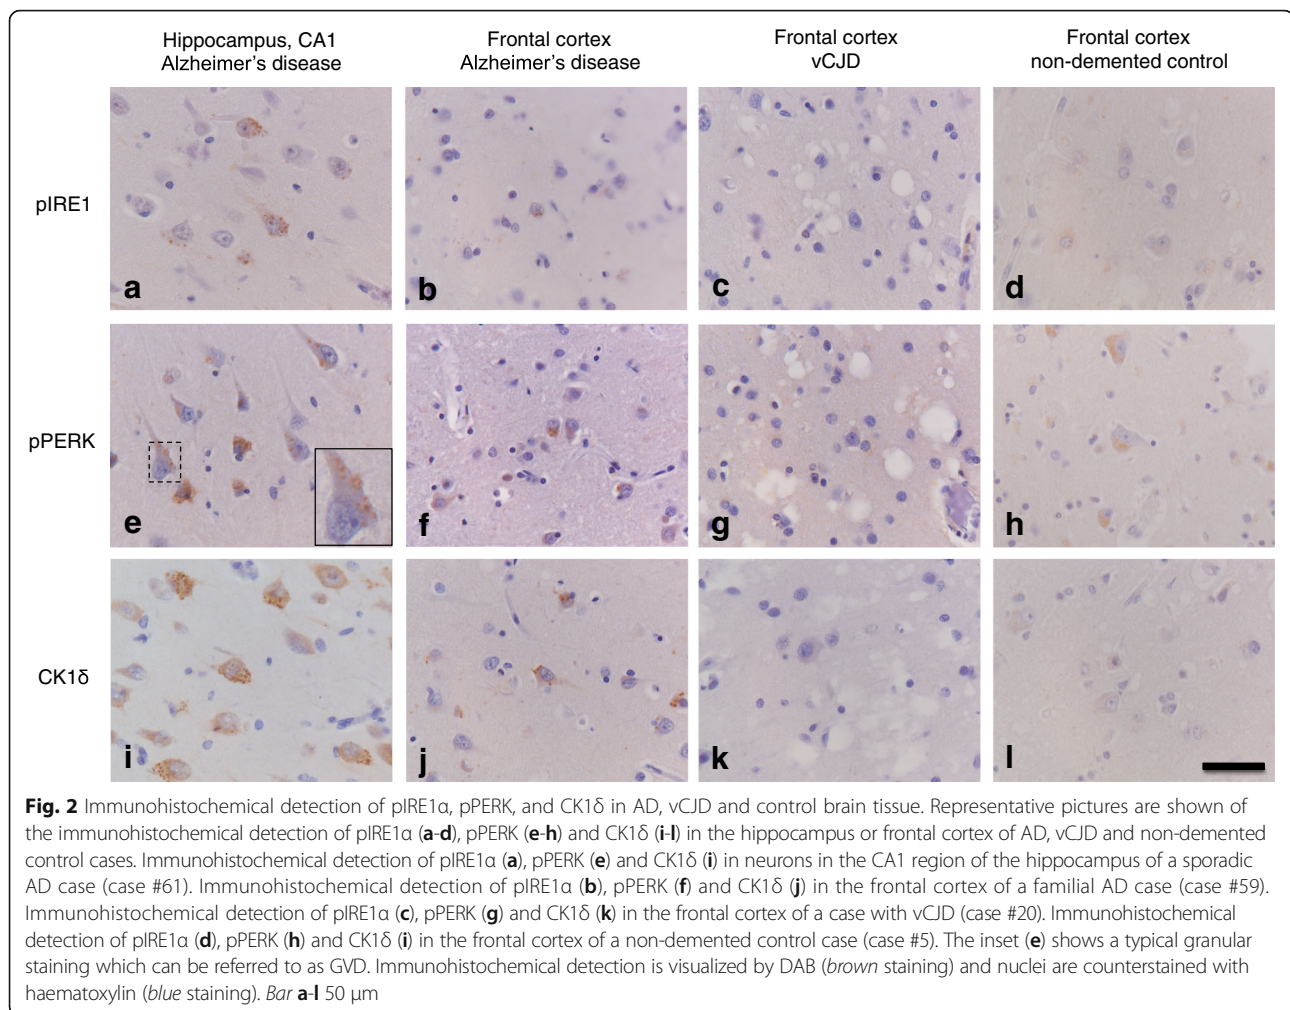 Hippocampus, CA1
Alzheimer's disease
Frontal cortex
Alzheimer's disease
Frontal cortex
vCJD
Frontal cortex
non-demented control
pIRE1
a
b
c
d
pPERK
e
f
g
h
CK1δ
i
j
k
l
Fig. 2 Immunohistochemical detection of pIRE1α, pPERK, and CK1δ in AD, vCJD and control brain tissue. Representative pictures are shown of
the immunohistochemical detection of pIRE1α (a-d), pPERK (e-h) and CK1δ (i-l) in the hippocampus or frontal cortex of AD, vCJD and non-demented
control cases. Immunohistochemical detection of pIRE1α (a), pPERK (e) and CK1δ (i) in neurons in the CA1 region of the hippocampus of a sporadic
AD case (case #61). Immunohistochemical detection of pIRE1α (b), pPERK (f) and CK1δ (j) in the frontal cortex of a familial AD case (case #59).
Immunohistochemical detection of pIRE1α (c), pPERK (g) and CK1δ (k) in the frontal cortex of a case with vCJD (case #20). Immunohistochemical
detection of pIRE1α (d), pPERK (h) and CK1δ (i) in the frontal cortex of a non-demented control case (case #5). The inset (e) shows a typical granular
staining which can be referred to as GVD. Immunohistochemical detection is visualized by DAB (brown staining) and nuclei are counterstained with
haematoxylin (blue staining). Bar a-l 50 μm